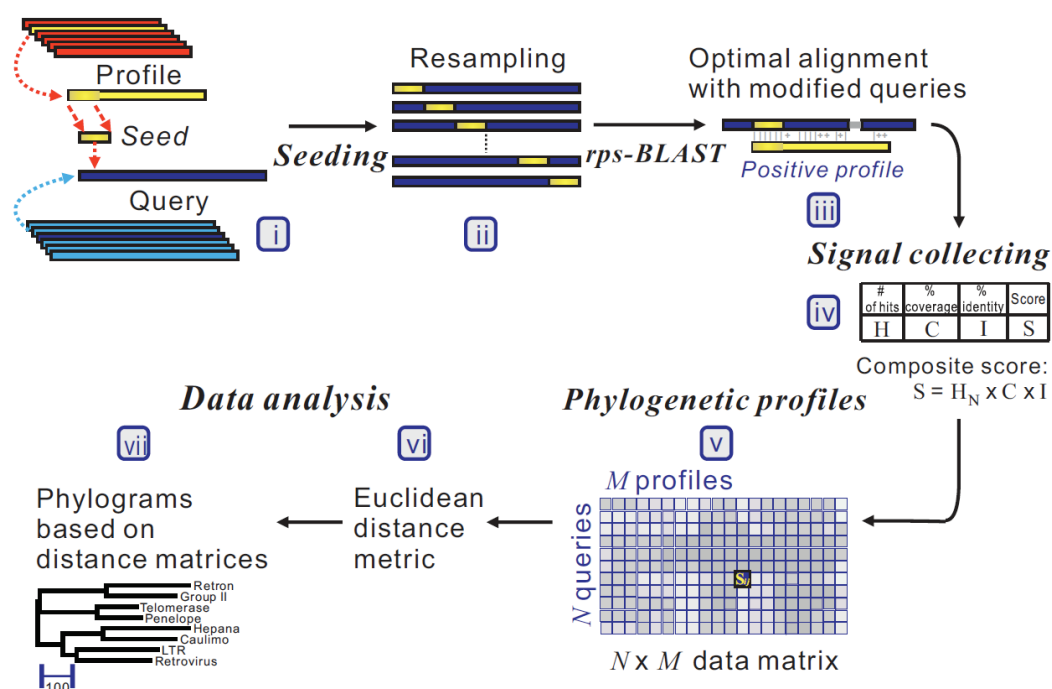 Profile
Seed
Query
i
Seeding
Resampling
ii
rps-BLAST
Optimal alignment
with modified queries
Positive profile
iii
Signal collecting
iv
# of hits % coverage % identity Score
H C I S
Composite score:
S = HN x C x I
Phylogenetic profiles
v
M profiles
N queries
N x M data matrix
Data analysis
vi
Euclidean
distance
metric
vii
Phylograms
based on
distance matrices
Retron
Group II
Telomerase
Penelope
Hepana
Caulimo
LTR
Retrovirus
100